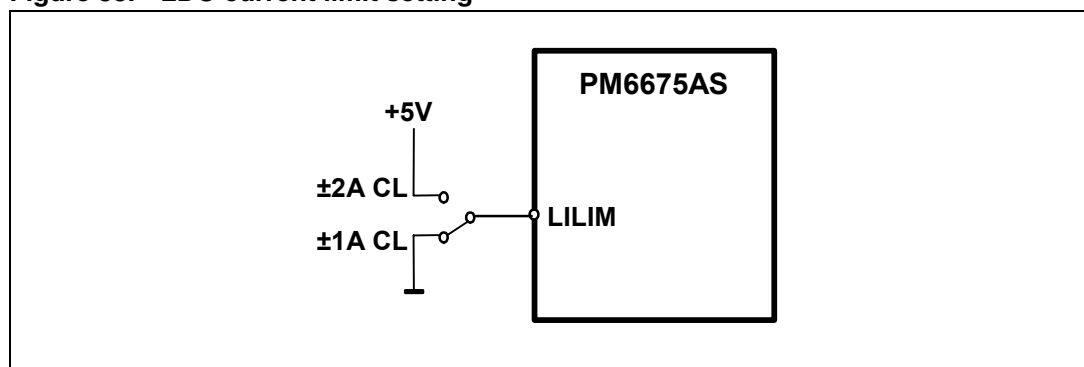 PM6675AS
+5V
±2A CL
LILIM
±1A CL